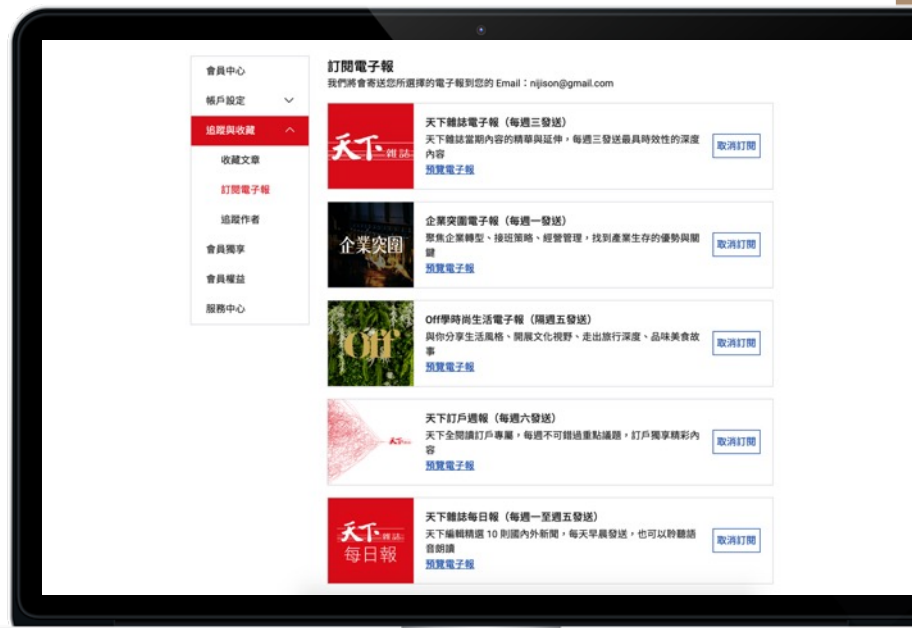 會員中心
帳戶設定
追蹤與收藏
收藏文章
訂閱電子報
追蹤作者
會員獨享
會員權益
服務中心
訂閱電子報
我們將會寄送您所選擇的電子報到您的 Email：nijison@gmail.com
天下雜誌
天下雜誌電子報（每週三發送）
天下雜誌當期內容的精華與延伸，每週三發送最具時效性的深度
內容
預覽電子報
取消訂閱
企業突圍
企業突圍電子報（每週一發送）
聚焦企業轉型、接班策略、經營管理，找到產業生存的優勢與關
鍵
預覽電子報
取消訂閱
Off
Off學時尚生活電子報（隔週五發送）
與你分享生活風格、開展文化視野、走出旅行深度、品味美食故
事
預覽電子報
取消訂閱
天下
天下訂戶週報（每週六發送）
天下全閱讀訂戶專屬，每週不可錯過重點議題，訂戶獨享精彩內
容
預覽電子報
取消訂閱
天下雜誌
每日報
天下雜誌每日報（每週一至週五發送）
天下編輯精選 10 則國內外新聞，每天早晨發送，也可以聆聽語
音朗讀
預覽電子報
取消訂閱